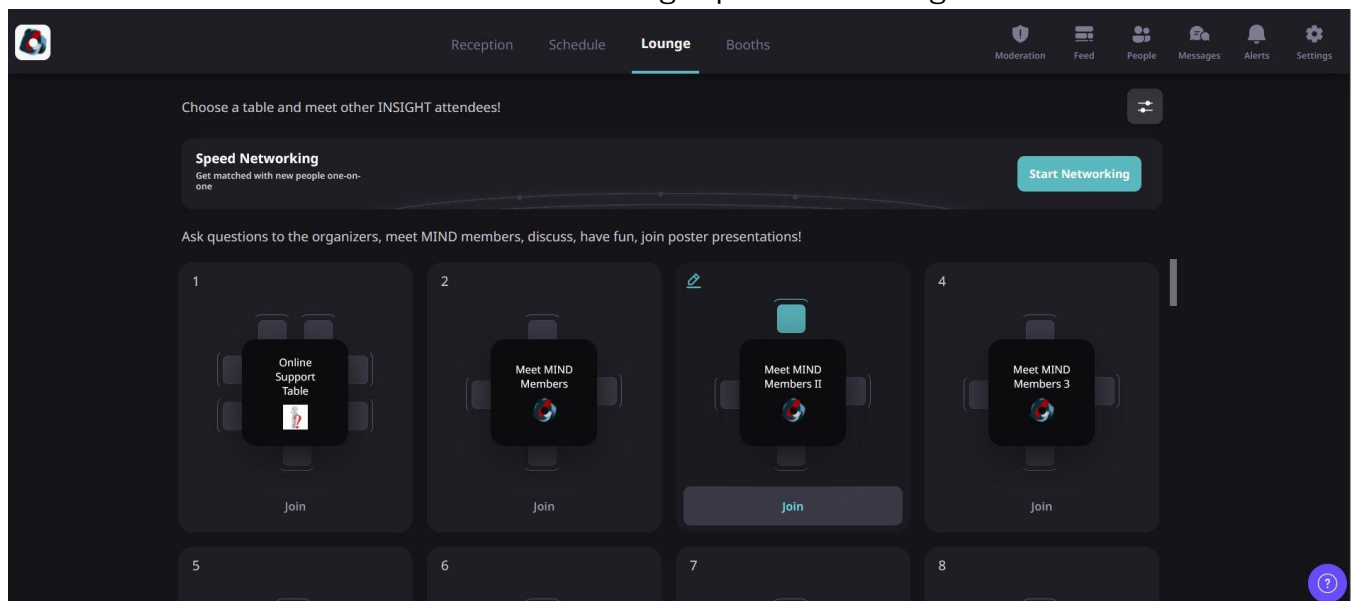 Reception Schedule Lounge Booths
Moderation Feed People Messages Alerts Settings
Choose a table and meet other INSIGHT attendees!
Speed Networking
Get matched with new people one-on-
one
Start Networking
Ask questions to the organizers, meet MIND members, discuss, have fun, join poster presentations!
1
Online
Support
Table
Join
2
Meet MIND
Members
Join
Meet MIND
Members II
Join
4
Meet MIND
Members 3
Join
5
6
7
8